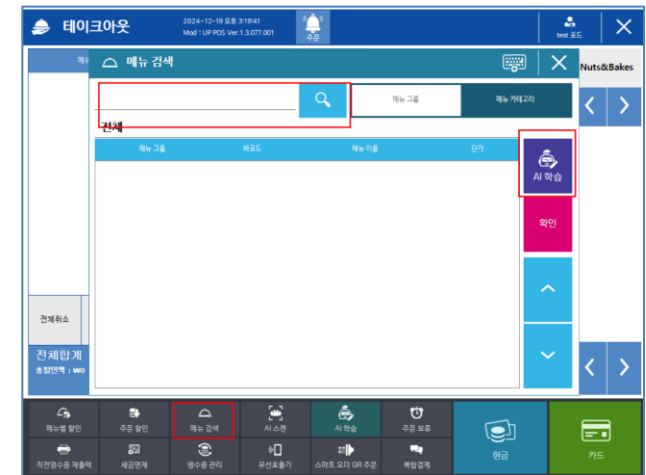 테이크아웃
2024-12-19 오후 3:19:41
Mod : UP POS Ver.1.3.077.001
주문
test 포드
메뉴 검색
Nuts&Bakes
메뉴 그룹
메뉴 카테고리
전체
메뉴 그룹 바코드 메뉴 이름 단가
AI 학습
확인
전체취소
전체합계
총할인액 : ₩0
메뉴별 할인 주문 할인 메뉴 검색 AI 스캔 AI 학습 주문 보류
직전영수증 재출력 세금면제 영수증 관리 무선호출기 스마트 오더 QR 주문 복합결제
현금
카드